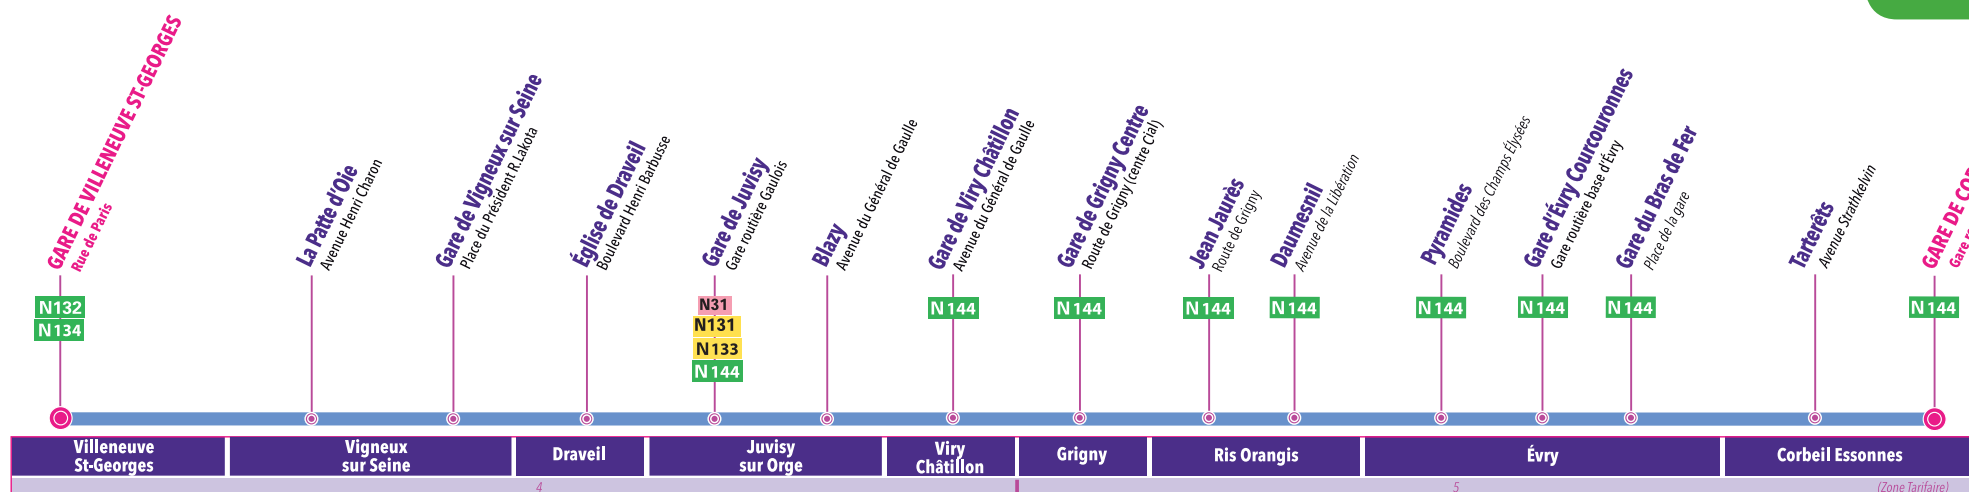 GARE DE VILLENEUVE ST-GEORGES
Rue de Paris
La Patte d'Oie
Avenue Henri Charon
Gare de Vigneux sur Seine
Place du Président R.Lakota
Église de Draveil
Boulevard Henri Barbusse
Gare de Juvisy
Gare routière Gaulois
Blazy
Avenue du Général de Gaulle
Gare de Viry Châtillon
Avenue du Général de Gaulle
Gare de Grigny Centre
Route de Grigny (centre Cial)
Jean Jaurès
Route de Grigny
Daumesnil
Avenue de la Libération
Pyramides
Boulevard des Champs Élysées
Gare d'Évry Courcouronnes
Gare routière base d'Évry
Gare du Bras de Fer
Place de la gare
Tarterêts
Avenue Strathkelvin
GARE DE
Gare
N132
N134
N31
N131
N133
N144
N144
N144
N144
N144
N144
N144
N144
N144
Villeneuve
St-Georges
Vigneux
sur Seine
Draveil
Juvisy
sur Orge
Viry
Châtillon
Grigny
Ris Orangis
Évry
Corbeil Essonnes
4
5
(Zone Tarifaire)